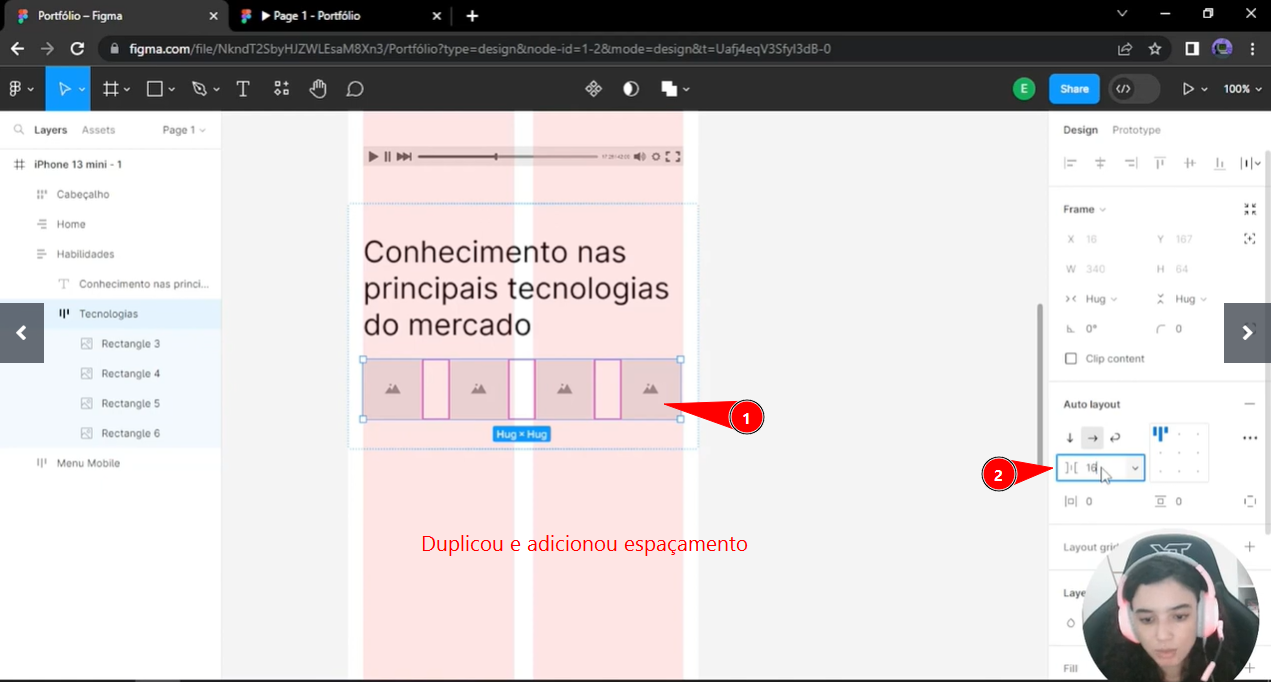 Portfólio – Figma
▶ Page 1 - Portfólio
figma.com/file/NkndT2SbyHJZWLEsaM8Xn3/Portfólio?type=design&node-id=1-2&mode=design&t=Uafj4eqV3Sfyl3dB-0
E
Share
100%
Layers
Assets
Page 1
iPhone 13 mini - 1
Cabeçalho
Home
Habilidades
Conhecimento nas princi...
Tecnologias
Rectangle 3
Rectangle 4
Rectangle 5
Rectangle 6
Menu Mobile
Conhecimento nas
principais tecnologias
do mercado
Hug × Hug
1
2
Duplicou e adicionou espaçamento
Design
Prototype
Frame
X 16
Y 167
W 340
H 64
Hug
Hug
0°
0
Clip content
Auto layout
16
0
0
Layout grid
Laye
Fill